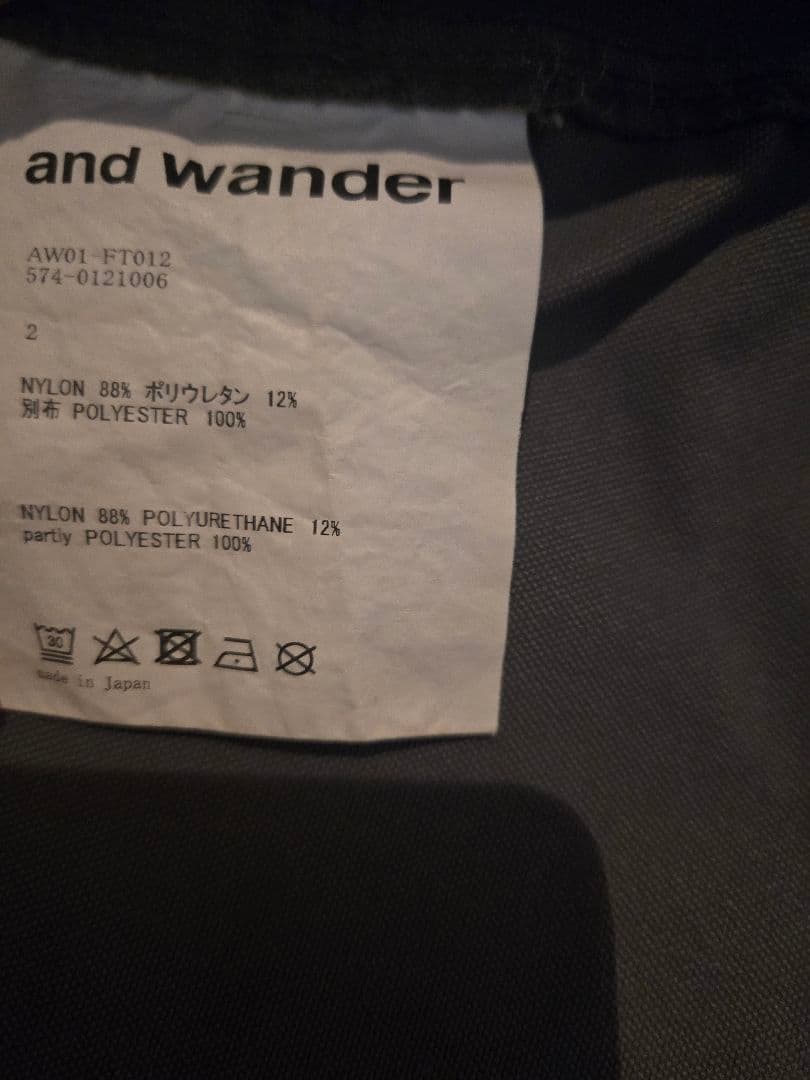 and wander
AW01-FT012
574-0121006
2
NYLON 88% ポリウレタン 12%
別布 POLYESTER 100%
NYLON 88% POLYURETHANE 12%
partly POLYESTER 100%
30
made in Japan